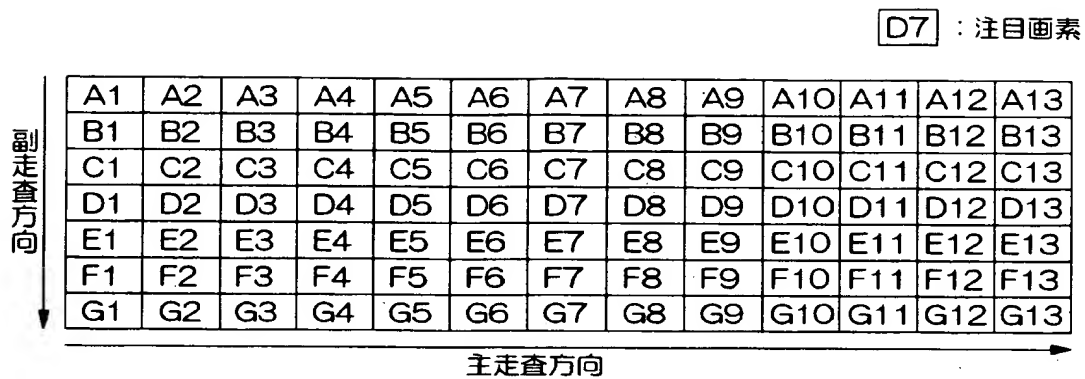 D7 ：注目画素
A1 A2 A3 A4 A5 A6 A7 A8 A9 A10 A11 A12 A13
B1 B2 B3 B4 B5 B6 B7 B8 B9 B10 B11 B12 B13
C1 C2 C3 C4 C5 C6 C7 C8 C9 C10 C11 C12 C13
D1 D2 D3 D4 D5 D6 D7 D8 D9 D10 D11 D12 D13
E1 E2 E3 E4 E5 E6 E7 E8 E9 E10 E11 E12 E13
F1 F2 F3 F4 F5 F6 F7 F8 F9 F10 F11 F12 F13
G1 G2 G3 G4 G5 G6 G7 G8 G9 G10 G11 G12 G13
副走査方向
主走査方向